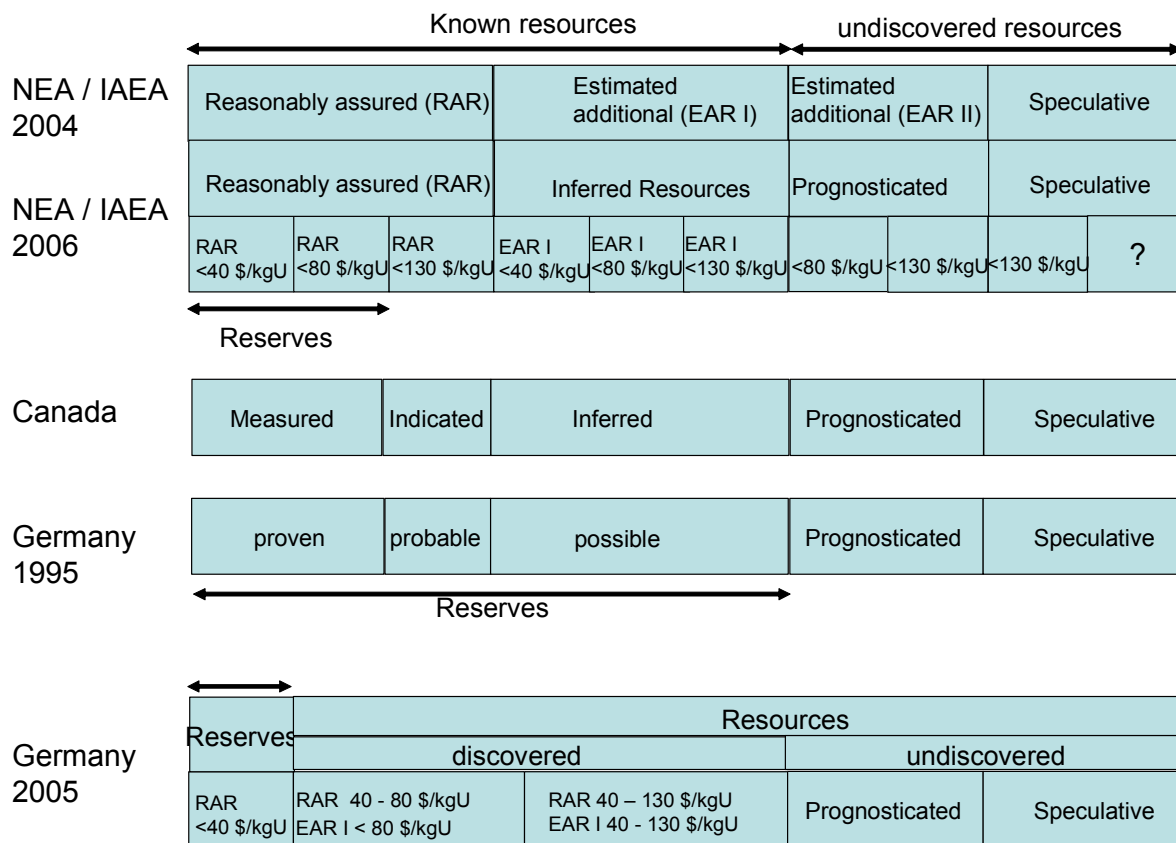 Known resources
undiscovered resources
NEA / IAEA
2004
Reasonably assured (RAR)
Estimated
additional (EAR I)
Estimated
additional (EAR II)
Speculative
NEA / IAEA
2006
Reasonably assured (RAR)
Inferred Resources
Prognosticated
Speculative
RAR
<40 $/kgU
RAR
<80 $/kgU
RAR
<130 $/kgU
EAR I
<40 $/kgU
EAR I
<80 $/kgU
EAR I
<130 $/kgU
<80 $/kgU
<130 $/kgU
<130 $/kgU
?
Reserves
Canada
Measured
Indicated
Inferred
Prognosticated
Speculative
Germany
1995
proven
probable
possible
Prognosticated
Speculative
Reserves
Germany
2005
Reserves
Resources
discovered
undiscovered
RAR
<40 $/kgU
RAR 40 - 80 $/kgU
EAR I < 80 $/kgU
RAR 40 – 130 $/kgU
EAR I 40 - 130 $/kgU
Prognosticated
Speculative